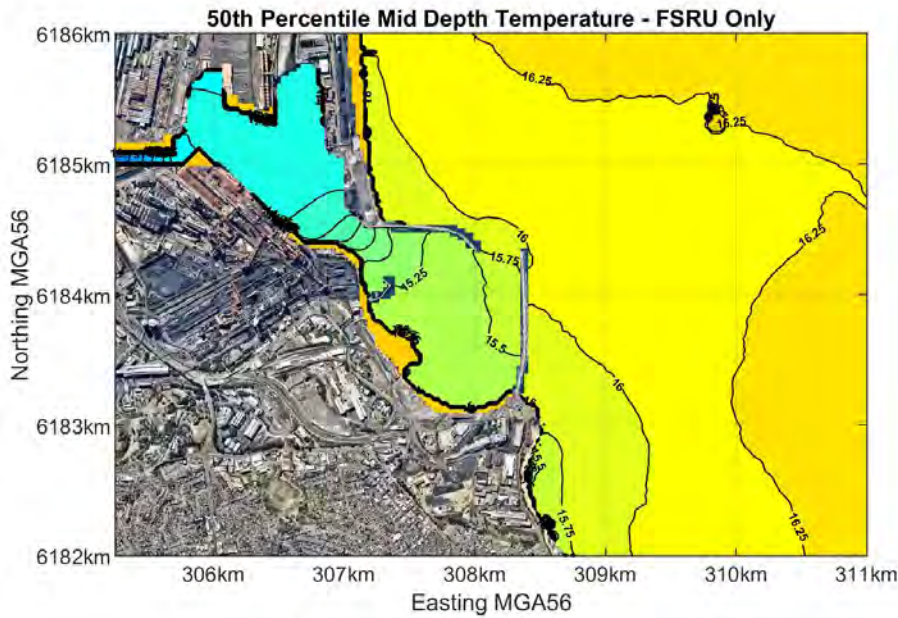 50th Percentile Mid Depth Temperature - FSRU Only
6186km
6185km
6184km
6183km
6182km
Northing MGA56
306km
307km
308km
309km
310km
311km
Easting MGA56
16.25
16.25
16.25
16.25
16
15.75
15.25
15.5
16
15.5
15.75
16